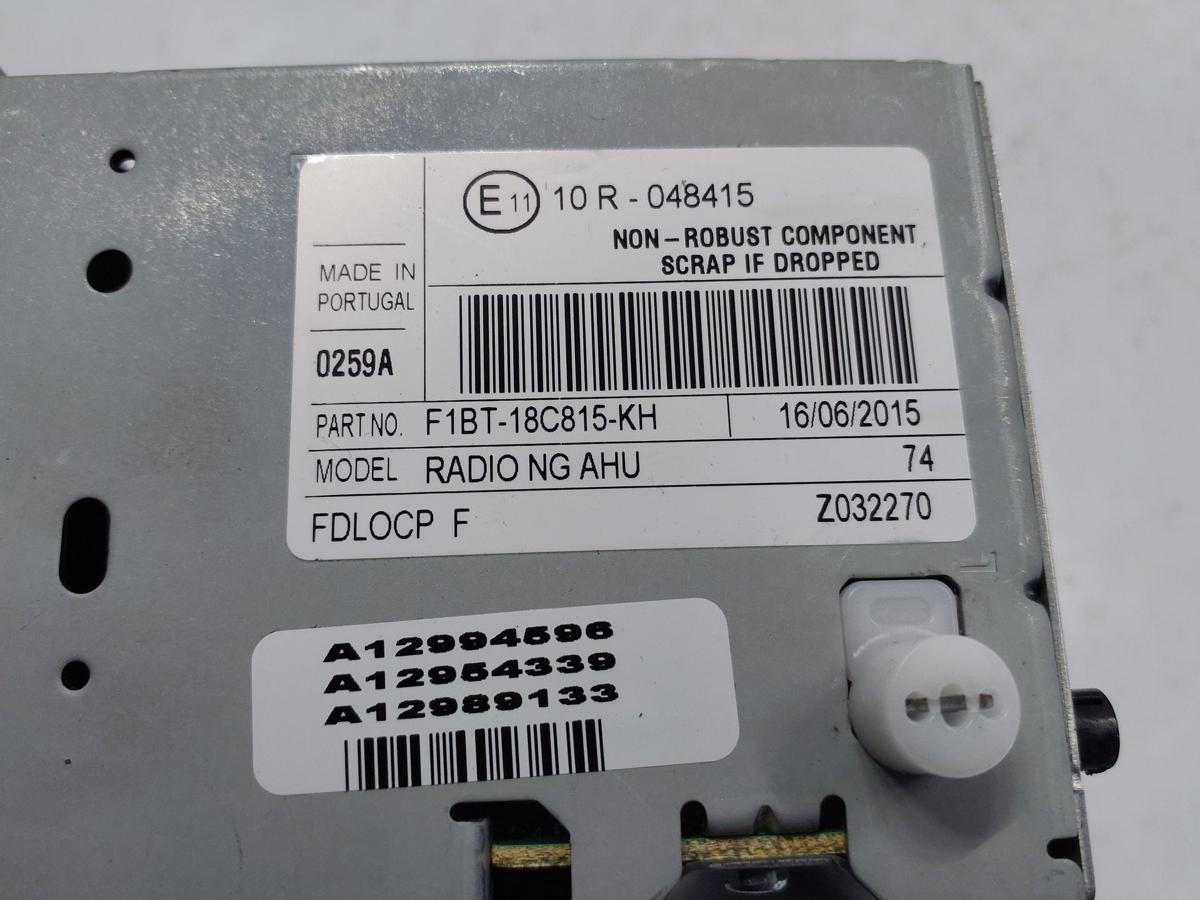 E 11 10 R - 048415
NON-ROBUST COMPONENT
SCRAP IF DROPPED
MADE IN
PORTUGAL
0259A
PART NO. F1BT-18C815-KH 16/06/2015
MODEL RADIO NG AHU 74
FDLOCP F Z032270
A12994596
A12954339
A12989133